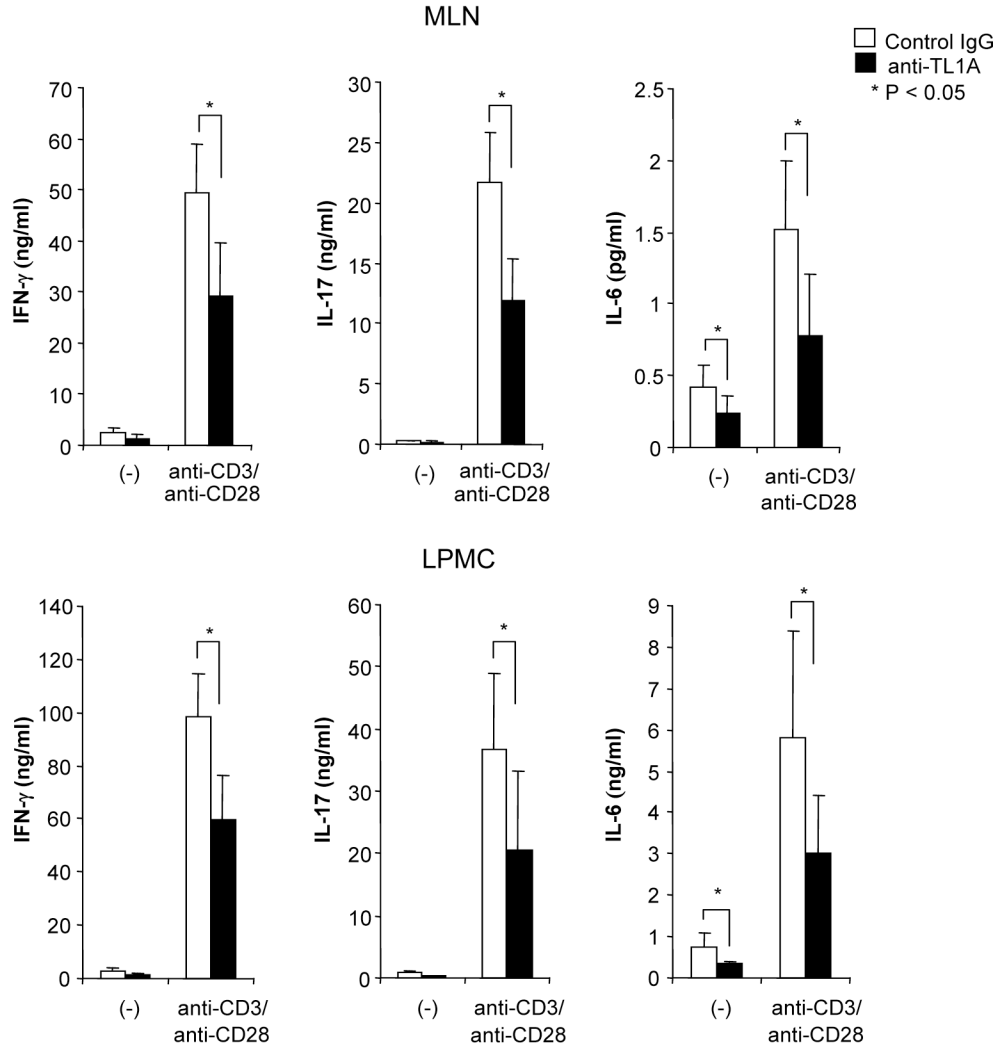 MLN
Control IgG
anti-TL1A
* P < 0.05
IFN-γ (ng/ml)
70
60
50
40
30
20
10
0
*
(-)
anti-CD3/
anti-CD28
IL-17 (ng/ml)
30
25
20
15
10
5
0
*
(-)
anti-CD3/
anti-CD28
IL-6 (pg/ml)
2.5
2
1.5
1
0.5
0
*
*
(-)
anti-CD3/
anti-CD28
LPMC
IFN-γ (ng/ml)
140
120
100
80
60
40
20
0
*
(-)
anti-CD3/
anti-CD28
IL-17 (ng/ml)
60
50
40
30
20
10
0
*
(-)
anti-CD3/
anti-CD28
IL-6 (ng/ml)
9
8
7
6
5
4
3
2
1
0
*
*
(-)
anti-CD3/
anti-CD28